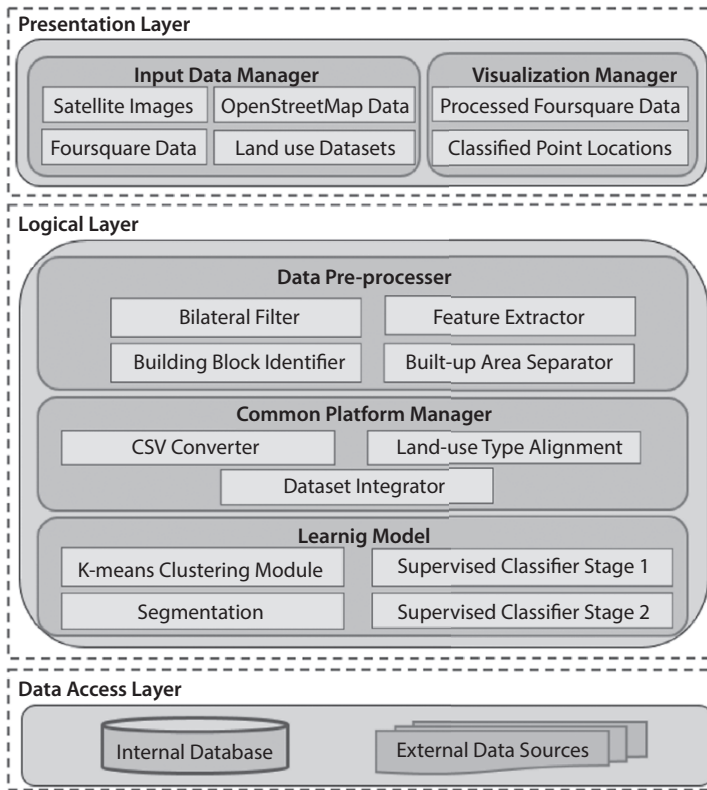 Presentation Layer
Input Data Manager
Satellite Images
OpenStreetMap Data
Foursquare Data
Land use Datasets
Visualization Manager
Processed Foursquare Data
Classified Point Locations
Logical Layer
Data Pre-processer
Bilateral Filter
Feature Extractor
Building Block Identifier
Built-up Area Separator
Common Platform Manager
CSV Converter
Land-use Type Alignment
Dataset Integrator
Learnig Model
K-means Clustering Module
Supervised Classifier Stage 1
Segmentation
Supervised Classifier Stage 2
Data Access Layer
Internal Database
External Data Sources